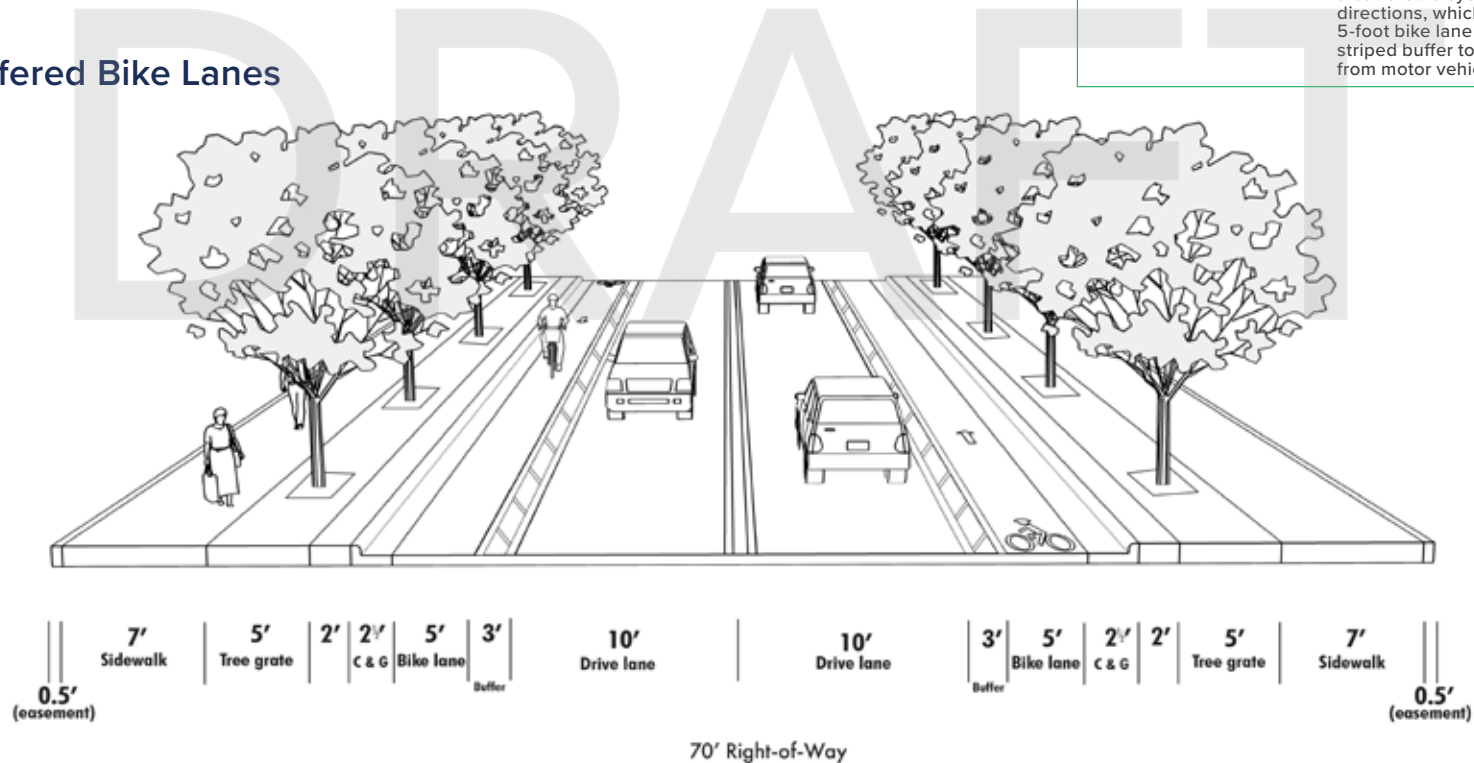 directions, which
5-foot bike lane
striped buffer to
from motor vehic
fered Bike Lanes
DRAFT
7' 5' 2' 2½' 5' 3' 10' 10' 3' 5' 2½' 2' 5' 7'
Sidewalk Tree grate C & G Bike lane Drive lane Drive lane Bike lane C & G Tree grate Sidewalk
Buffer Buffer
0.5' 0.5'
(easement) (easement)
70' Right-of-Way